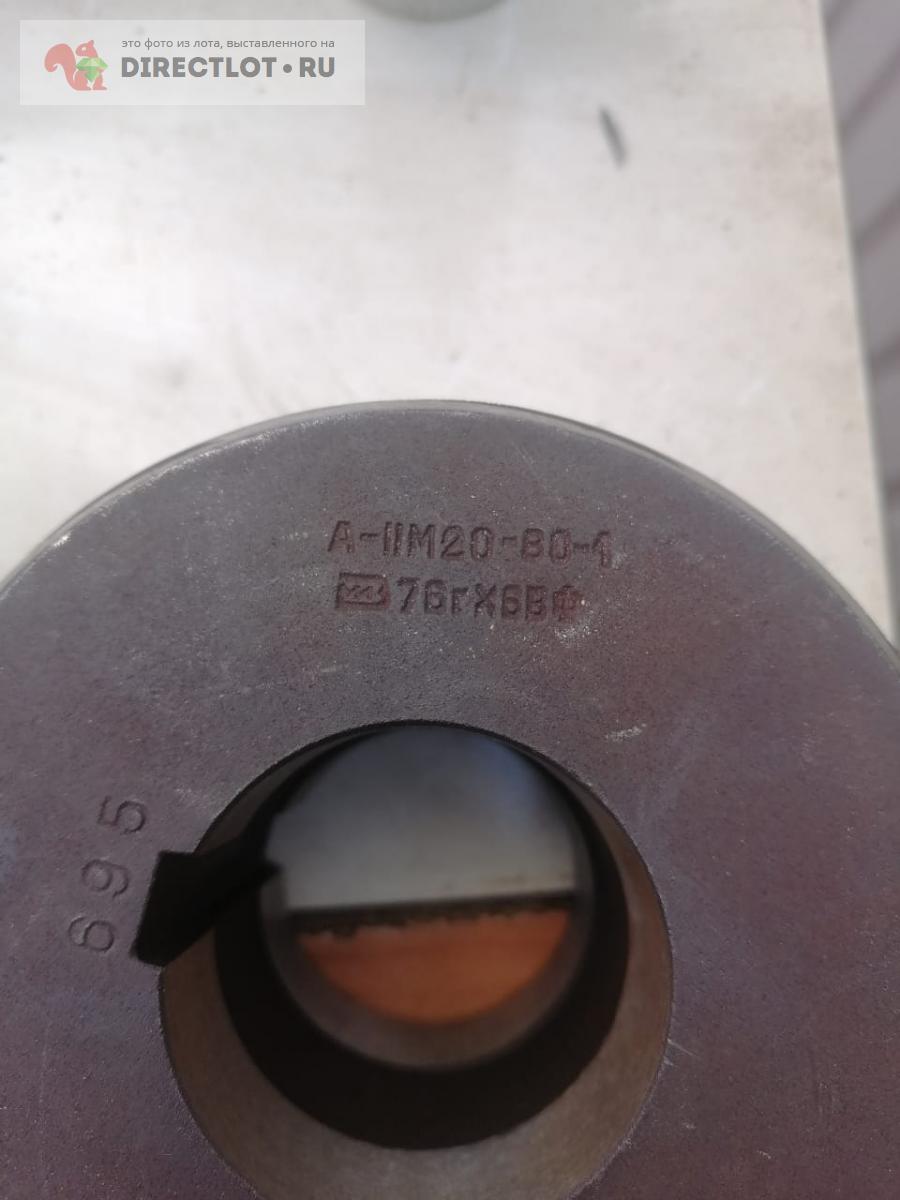 это фото из лота, выставленного на
DIRECTLOT•RU
А-IIМ20-80-1
76гХ6ВФ
695